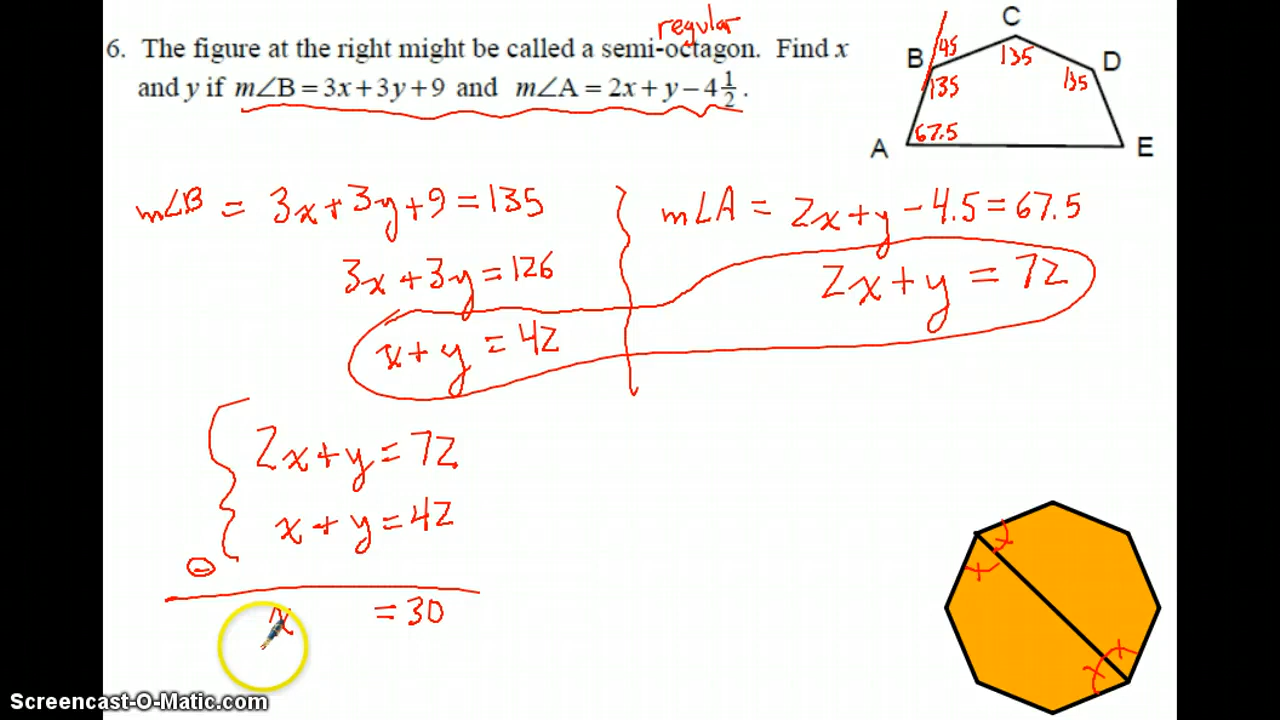 regular
6. The figure at the right might be called a semi-octagon. Find x
and y if m∠B = 3x + 3y + 9 and m∠A = 2x + y − 4 1/2.
C
B 45 135 D
135 135
A 67.5 E
m∠B = 3x + 3y + 9 = 135
3x + 3y = 126
x + y = 42
m∠A = 2x + y − 4.5 = 67.5
2x + y = 72
2x + y = 72
x + y = 42
−
x = 30
x x
x x
Screencast-O-Matic.com